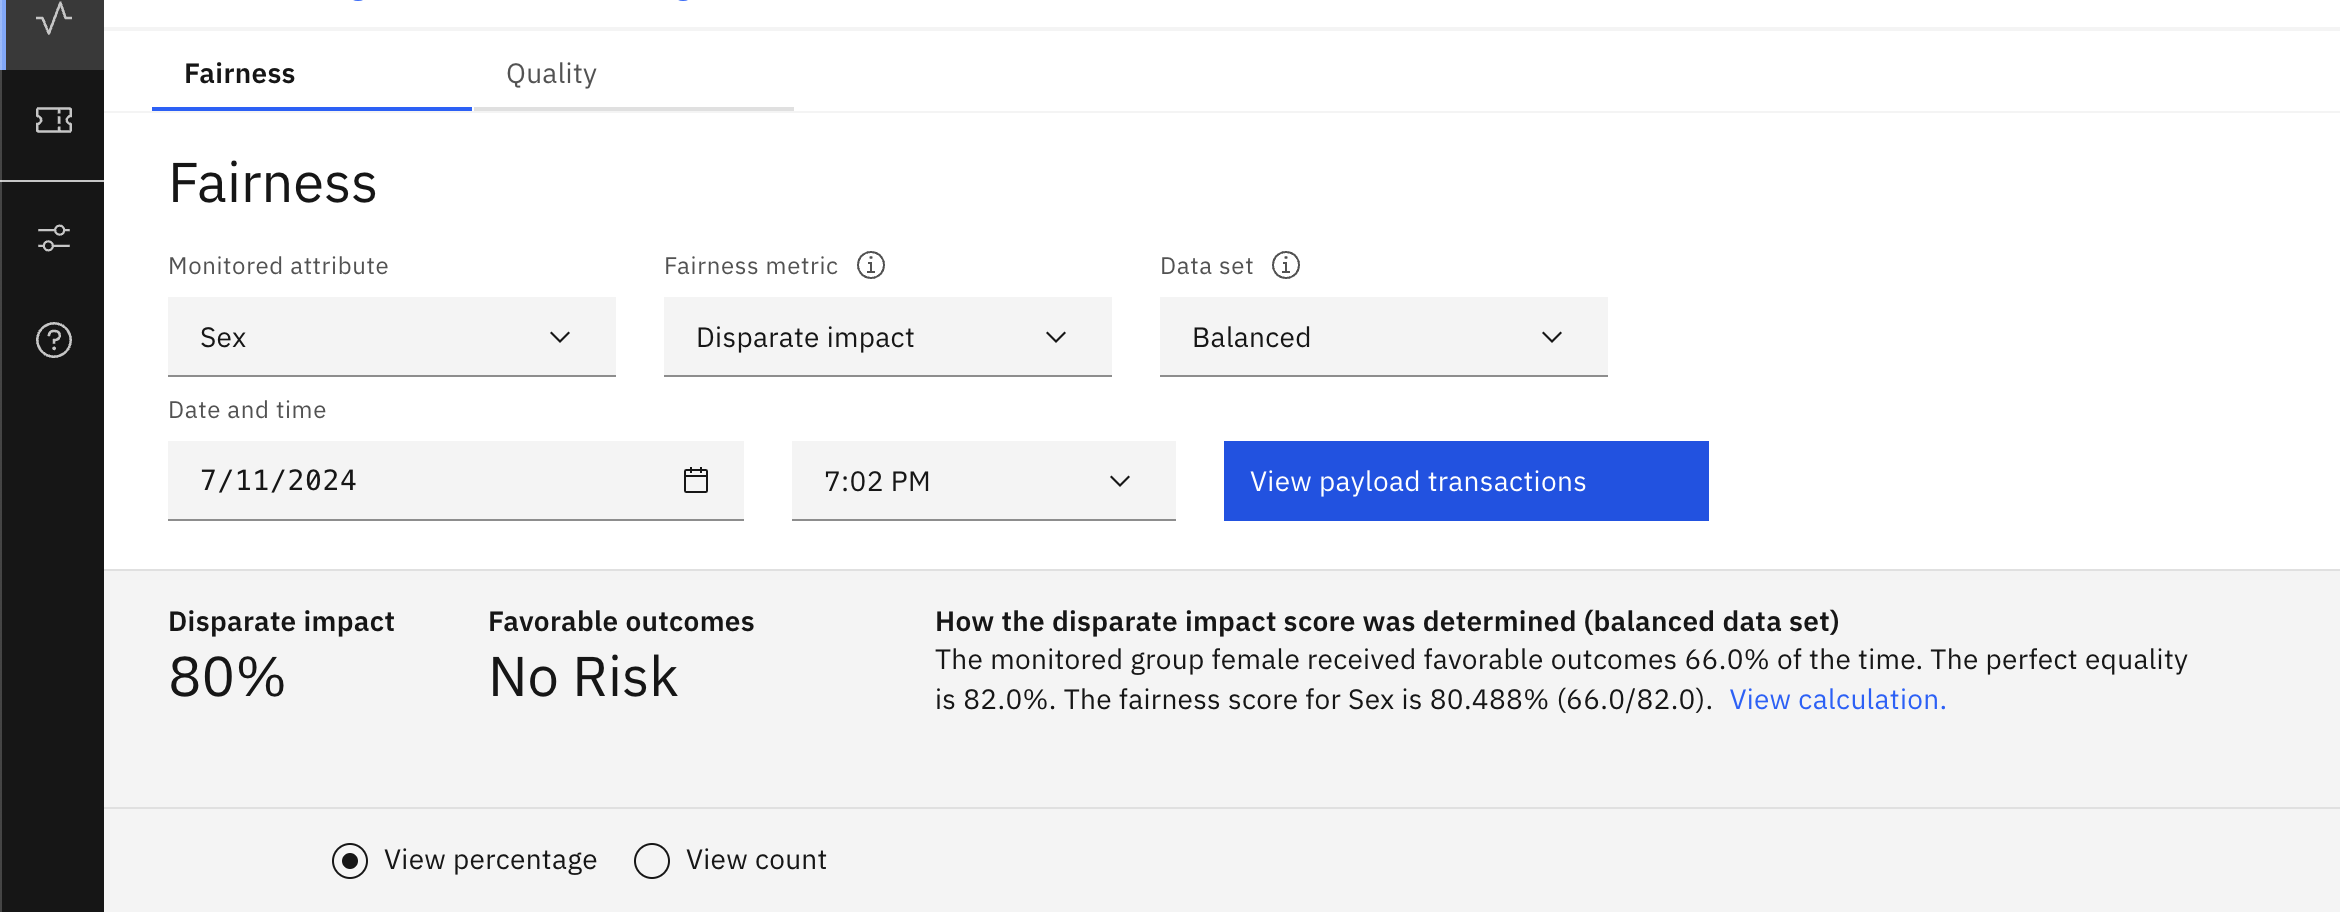 Fairness Quality
Fairness
Monitored attribute Fairness metric Data set
Sex Disparate impact Balanced
Date and time
7/11/2024 7:02 PM View payload transactions
Disparate impact
80%
Favorable outcomes
No Risk
How the disparate impact score was determined (balanced data set)
The monitored group female received favorable outcomes 66.0% of the time. The perfect equality
is 82.0%. The fairness score for Sex is 80.488% (66.0/82.0). View calculation.
View percentage View count